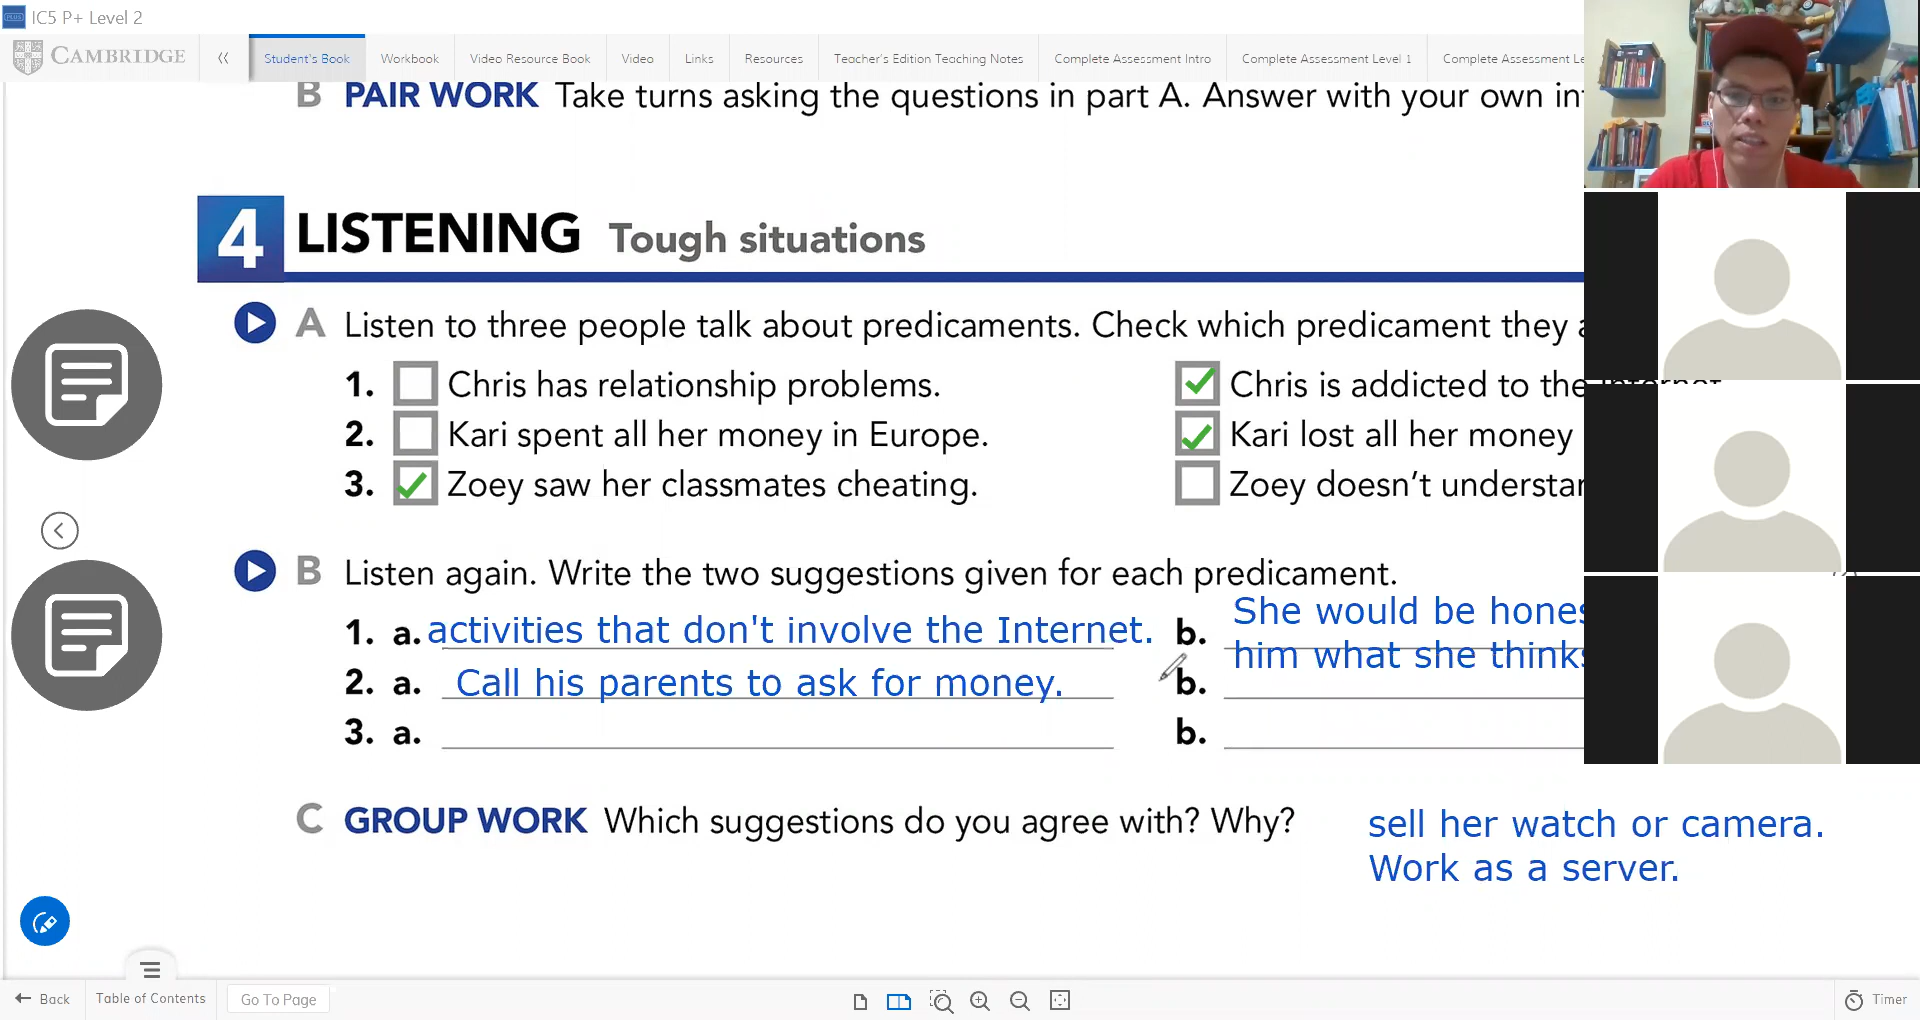 IC5 P+ Level 2
CAMBRIDGE
Student's Book
Workbook
Video Resource Book
Video
Links
Resources
Teacher's Edition Teaching Notes
Complete Assessment Intro
Complete Assessment Level 1
Complete Assessment Le
B PAIR WORK Take turns asking the questions in part A. Answer with your own in
4 LISTENING Tough situations
A Listen to three people talk about predicaments. Check which predicament they a
1. Chris has relationship problems. Chris is addicted to the Internet
2. Kari spent all her money in Europe. Kari lost all her money
3. Zoey saw her classmates cheating. Zoey doesn't understan
B Listen again. Write the two suggestions given for each predicament.
1. a. activities that don't involve the Internet. b. She would be hones
him what she thinks
2. a. Call his parents to ask for money. b.
3. a. b.
C GROUP WORK Which suggestions do you agree with? Why?
sell her watch or camera.
Work as a server.
Back
Table of Contents
Go To Page
Timer